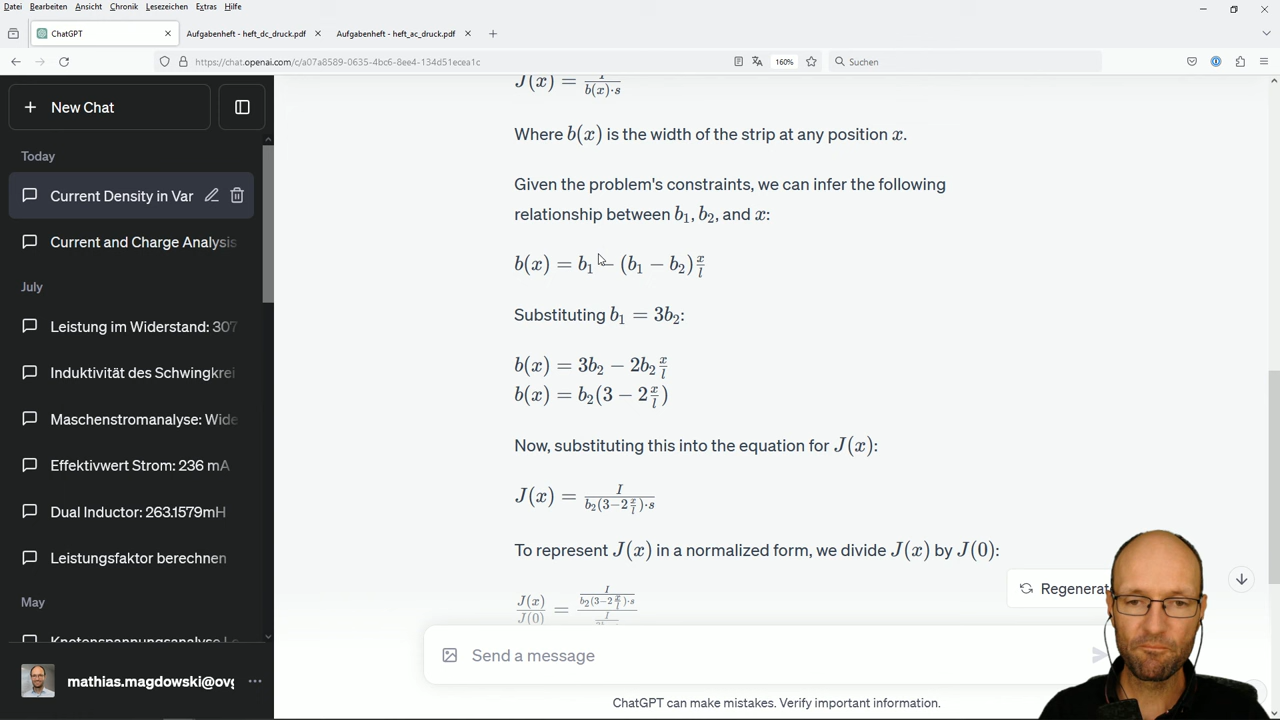 Datei Bearbeiten Ansicht Chronik Lesezeichen Extras Hilfe
ChatGPT
Aufgabenheft - heft_dc_druck.pdf
Aufgabenheft - heft_ac_druck.pdf
https://chat.openai.com/c/a07a8589-0635-4bc6-8ee4-134d51ecea1c
160%
Suchen
New Chat
Today
Current Density in Var
Current and Charge Analysis
July
Leistung im Widerstand: 307
Induktivität des Schwingkrei
Maschenstromanalyse: Wide
Effektivwert Strom: 236 mA
Dual Inductor: 263.1579mH
Leistungsfaktor berechnen
May
Knotenspannungsanalyse L
mathias.magdowski@ovg
J(x) = I/(b(x)·s)
Where b(x) is the width of the strip at any position x.
Given the problem's constraints, we can infer the following
relationship between b₁, b₂, and x:
b(x) = b₁ − (b₁ − b₂) x/l
Substituting b₁ = 3b₂:
b(x) = 3b₂ − 2b₂ x/l
b(x) = b₂(3 − 2 x/l)
Now, substituting this into the equation for J(x):
J(x) = I/(b₂(3−2 x/l)·s)
To represent J(x) in a normalized form, we divide J(x) by J(0):
J(x)/J(0) = I/(b₂(3−2 x/l)·s)
Regenerat
Send a message
ChatGPT can make mistakes. Verify important information.